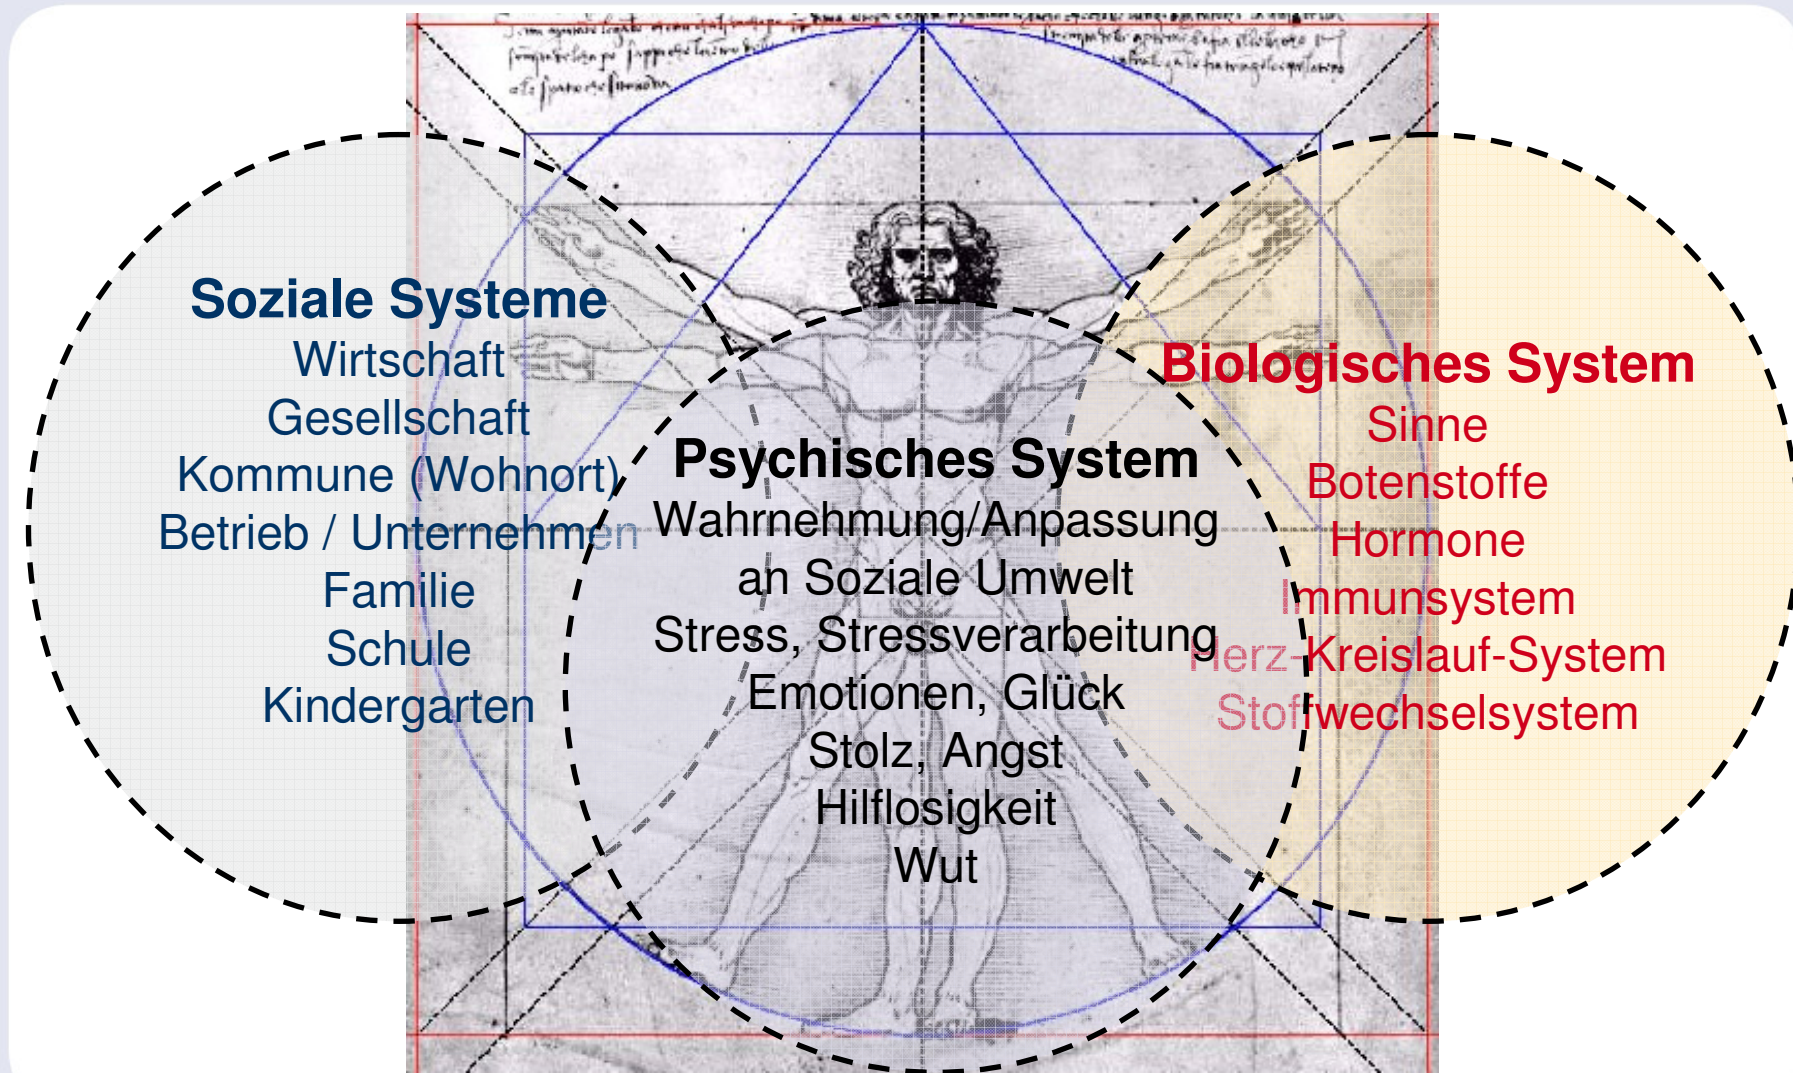 Soziale Systeme
Wirtschaft
Gesellschaft
Kommune (Wohnort)
Betrieb / Unternehmen
Familie
Schule
Kindergarten
Psychisches System
Wahrnehmung/Anpassung
an Soziale Umwelt
Stress, Stressverarbeitung
Emotionen, Glück
Stolz, Angst
Hilflosigkeit
Wut
Biologisches System
Sinne
Botenstoffe
Hormone
Immunsystem
Herz-Kreislauf-System
Stoffwechselsystem